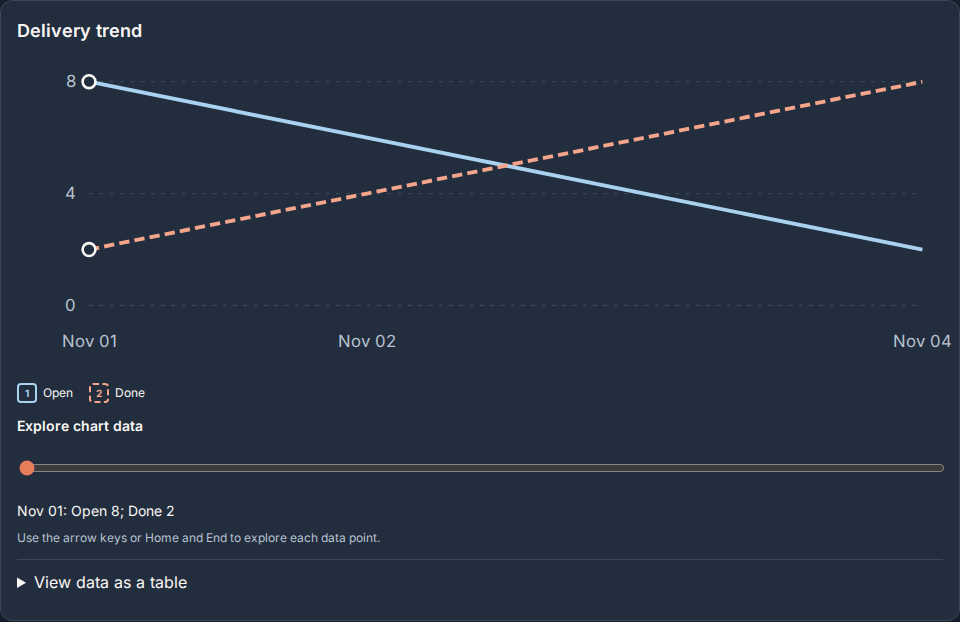 Delivery trend
8
4
0
Nov 01 Nov 02 Nov 04
1 Open 2 Done
Explore chart data
Nov 01: Open 8; Done 2
Use the arrow keys or Home and End to explore each data point.
View data as a table